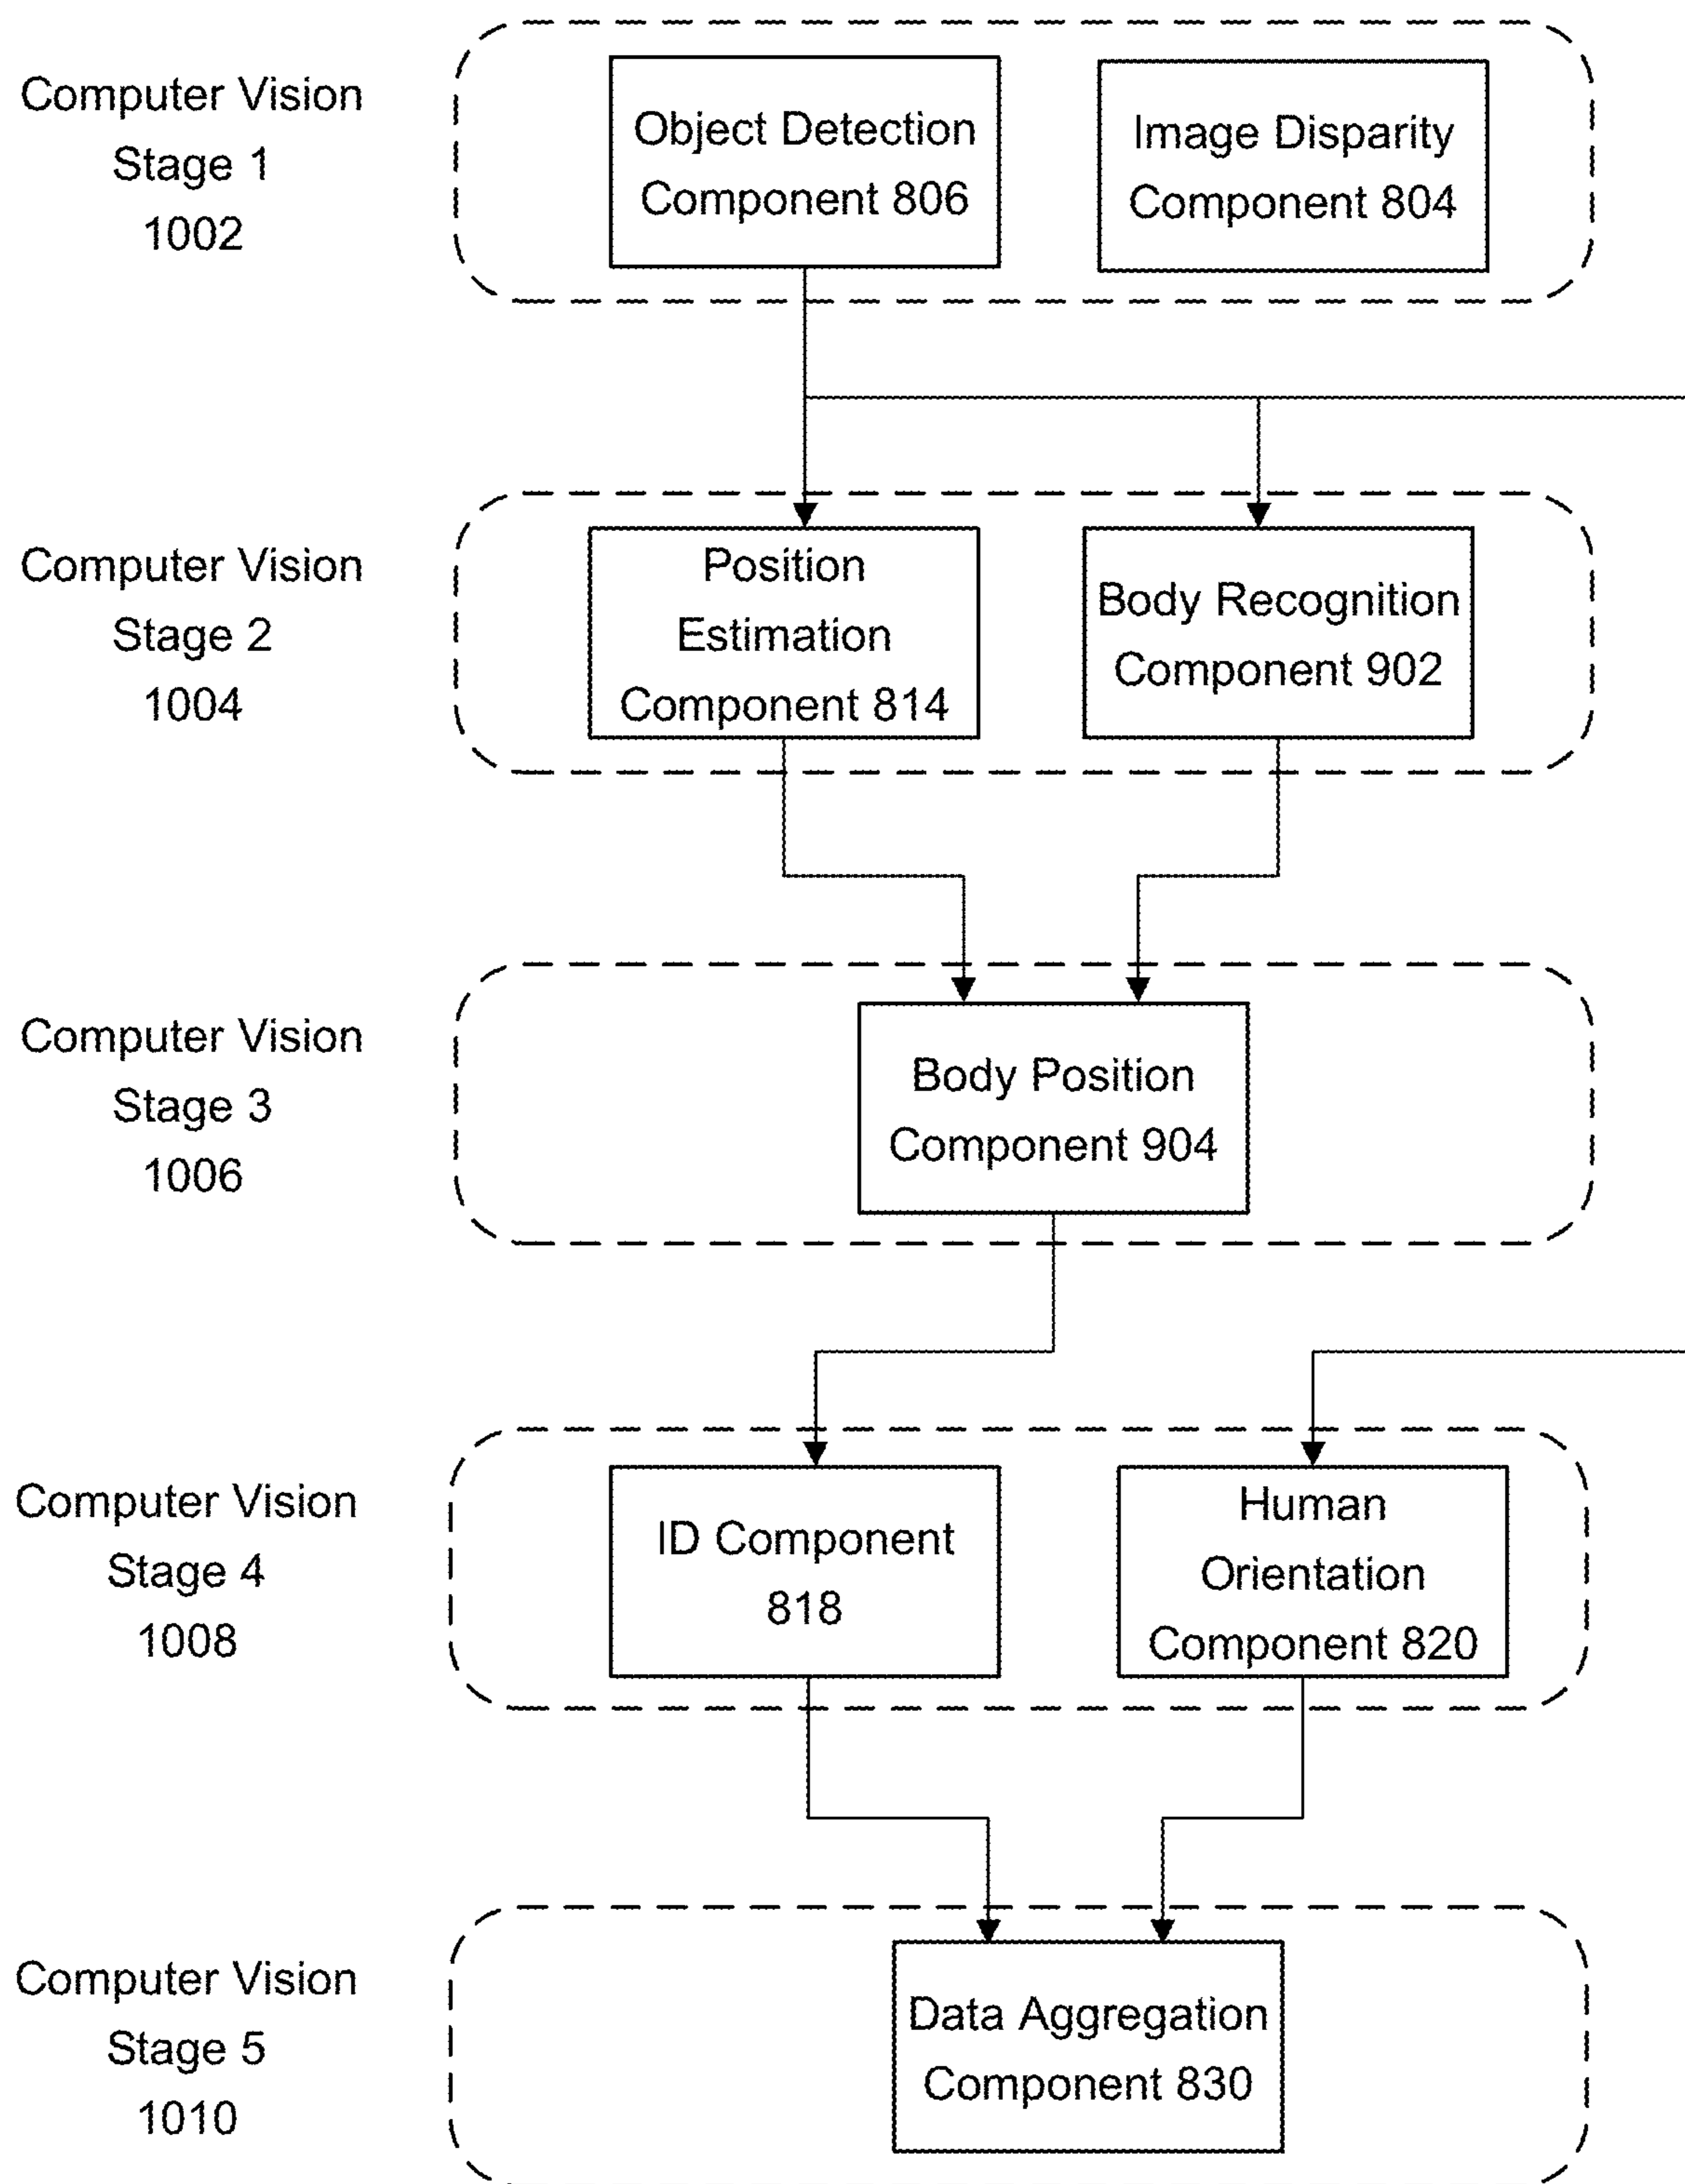 Computer Vision
Stage 1
1002
Object Detection
Component 806
Image Disparity
Component 804
Computer Vision
Stage 2
1004
Position
Estimation
Component 814
Body Recognition
Component 902
Computer Vision
Stage 3
1006
Body Position
Component 904
Computer Vision
Stage 4
1008
ID Component
818
Human
Orientation
Component 820
Computer Vision
Stage 5
1010
Data Aggregation
Component 830